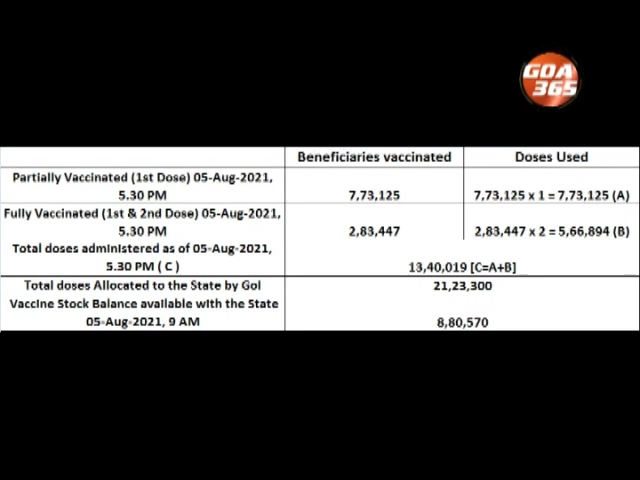 GOA
365
Beneficiaries vaccinated Doses Used
Partially Vaccinated (1st Dose) 05-Aug-2021,
5.30 PM 7,73,125 7,73,125 x 1 = 7,73,125 (A)
Fully Vaccinated (1st & 2nd Dose) 05-Aug-2021,
5.30 PM 2,83,447 2,83,447 x 2 = 5,66,894 (B)
Total doses administered as of 05-Aug-2021,
5.30 PM ( C ) 13,40,019 [C=A+B]
Total doses Allocated to the State by GoI 21,23,300
Vaccine Stock Balance available with the State
05-Aug-2021, 9 AM 8,80,570